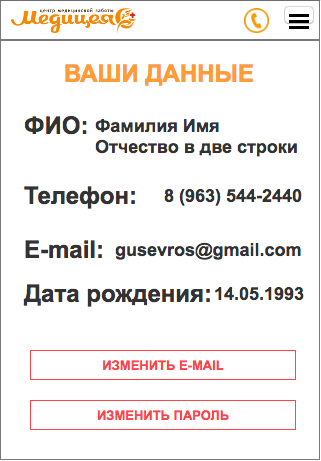 центр медицинской заботы
Медицея
ВАШИ ДАННЫЕ
ФИО: Фамилия Имя
Отчество в две строки
Телефон: 8 (963) 544-2440
E-mail: gusevros@gmail.com
Дата рождения: 14.05.1993
ИЗМЕНИТЬ E-MAIL
ИЗМЕНИТЬ ПАРОЛЬ